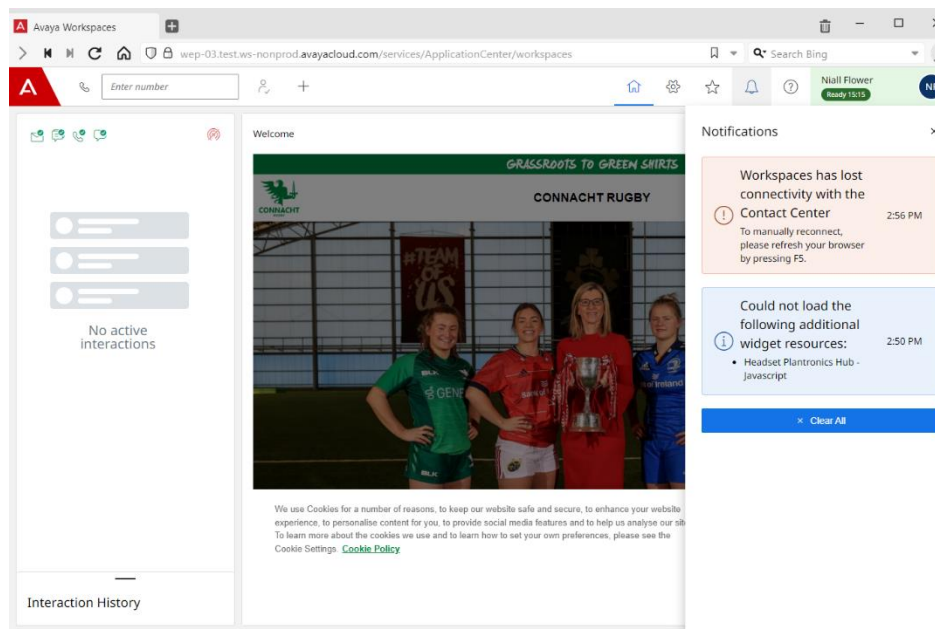 Avaya Workspaces
wep-03.test.ws-nonprod.avayacloud.com/services/ApplicationCenter/workspaces
Search Bing
Enter number
Niall Flower
Ready 15:15
Welcome
GRASSROOTS TO GREEN SHIRTS
CONNACHT
CONNACHT RUGBY
#TEAM
OF
US
GENE
BLK
No active
interactions
We use Cookies for a number of reasons, to keep our website safe and secure, to enhance your website
experience, to personalise content for you, to provide social media features and to help us analyse our sit
To learn more about the cookies we use and to learn how to set your own preferences, please see the
Cookie Settings. Cookie Policy
Interaction History
Notifications
Workspaces has lost
connectivity with the
Contact Center
2:56 PM
To manually reconnect,
please refresh your browser
by pressing F5.
Could not load the
following additional
widget resources:
2:50 PM
• Headset Plantronics Hub -
Javascript
× Clear All